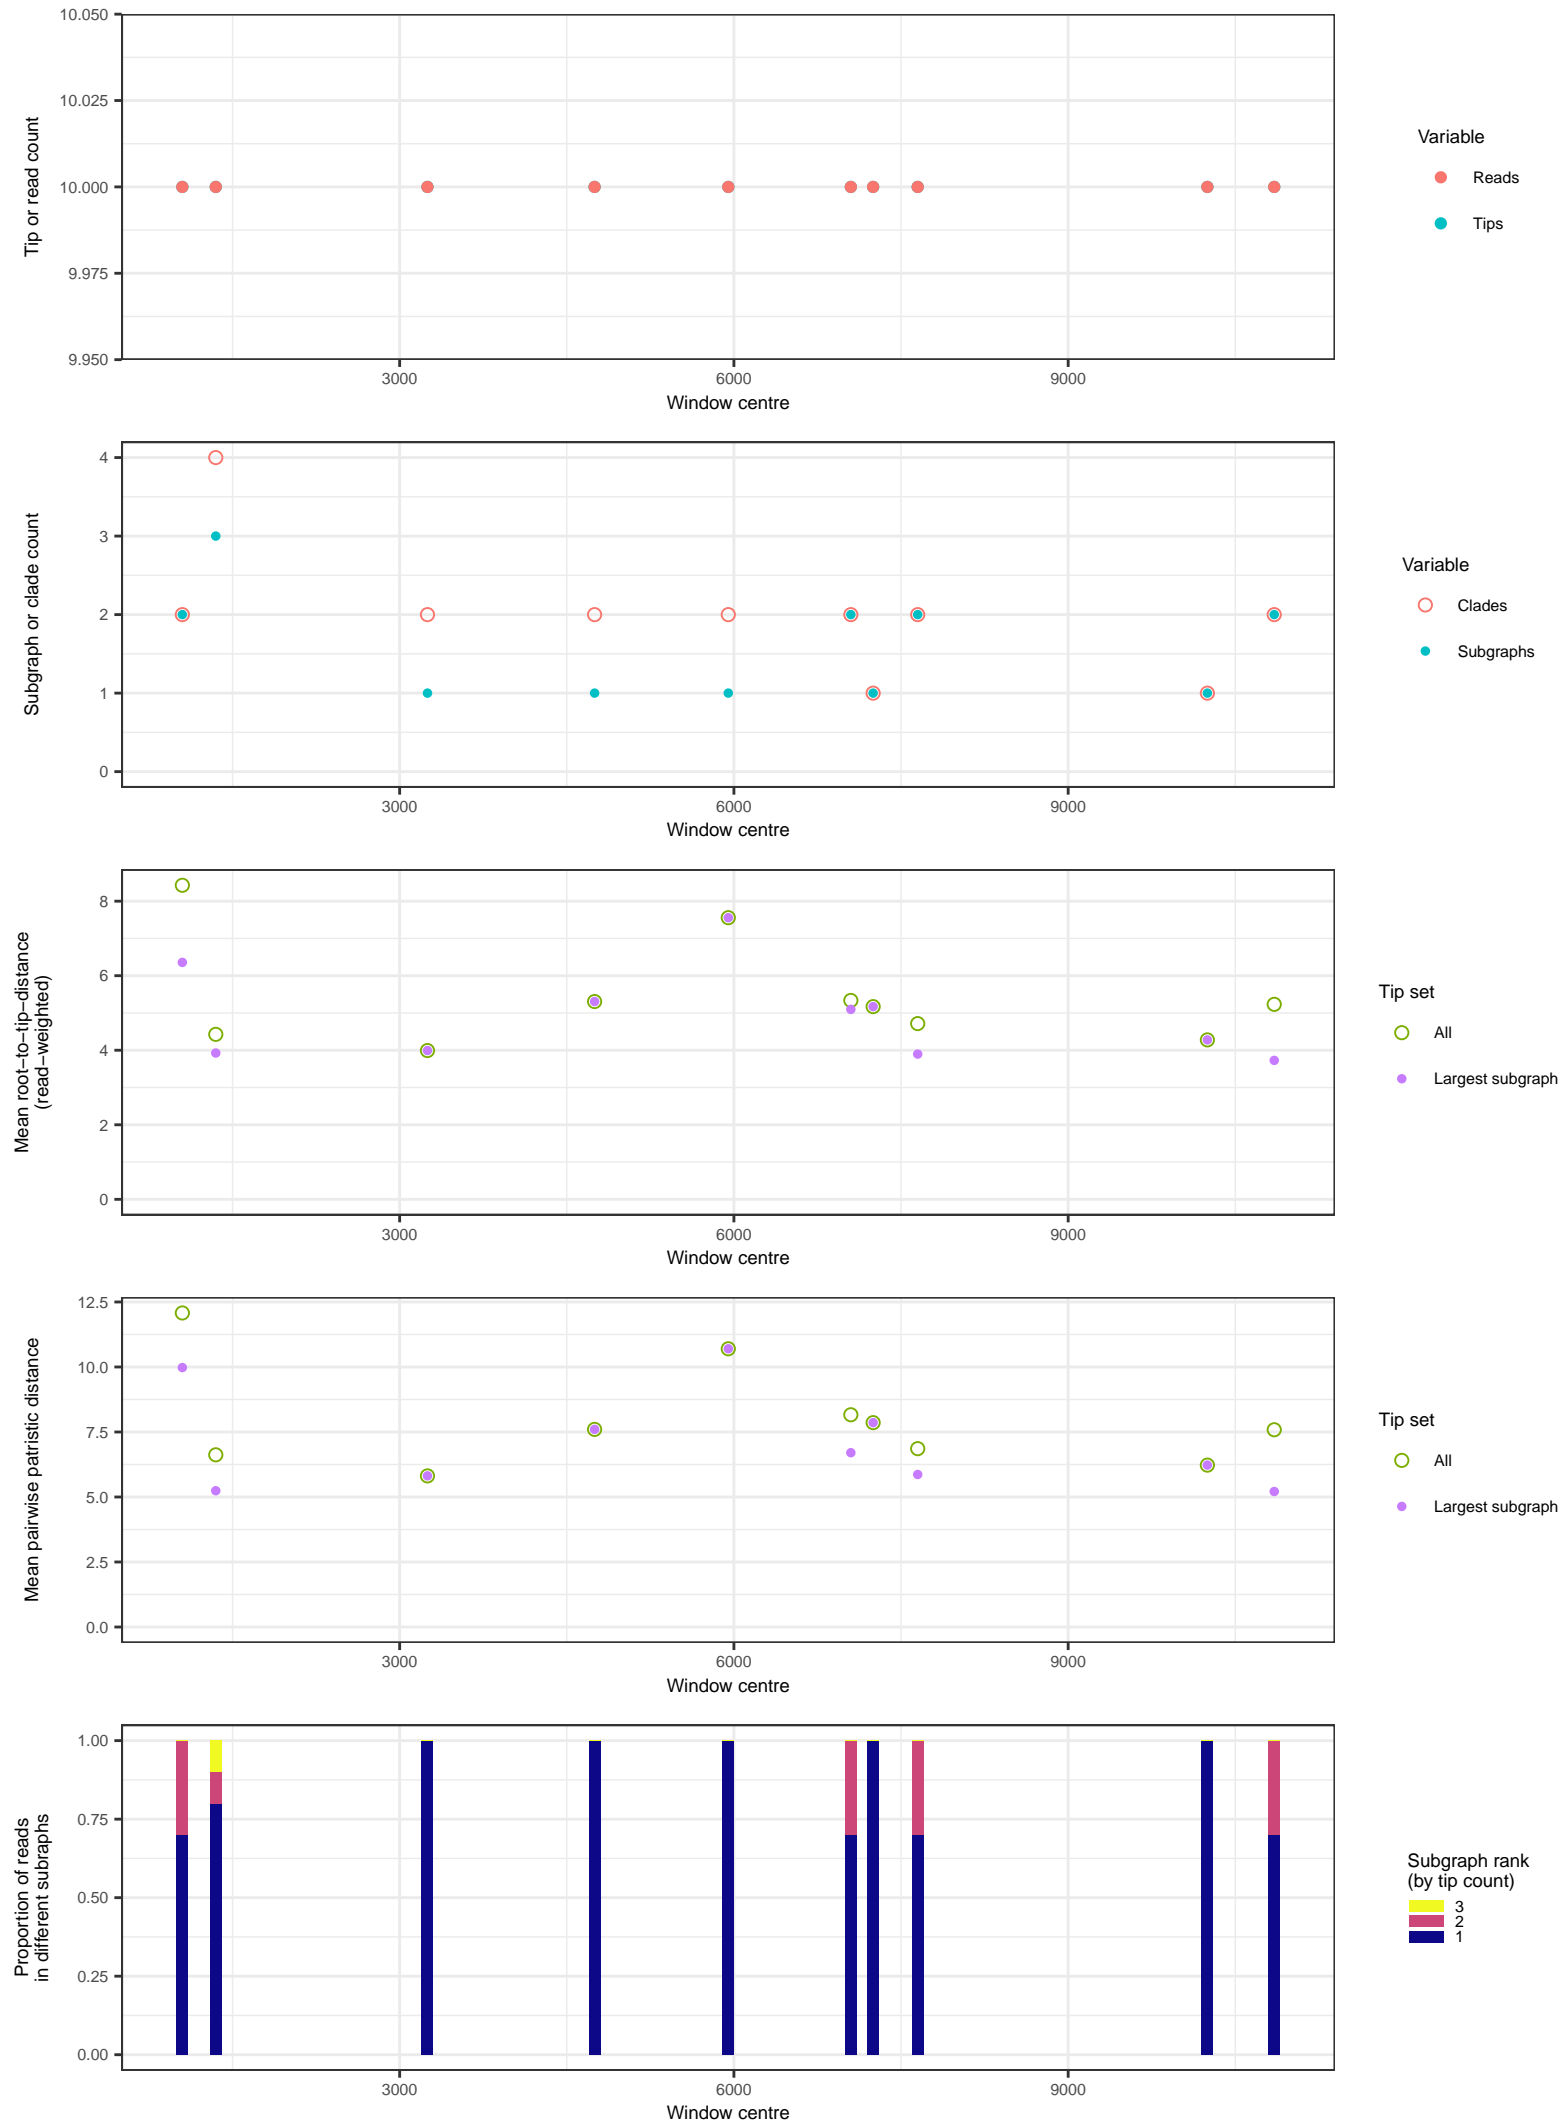 10.050
10.025
10.000
9.975
9.950
Tip or read count
3000
6000
9000
Window centre
Variable
Reads
Tips
4
3
2
1
0
Subgraph or clade count
3000
6000
9000
Window centre
Variable
Clades
Subgraphs
8
6
4
2
0
Mean root−to−tip−distance
(read−weighted)
3000
6000
9000
Window centre
Tip set
All
Largest subgraph
12.5
10.0
7.5
5.0
2.5
0.0
Mean pairwise patristic distance
3000
6000
9000
Window centre
Tip set
All
Largest subgraph
1.00
0.75
0.50
0.25
0.00
Proportion of reads
in different subraphs
3000
6000
9000
Window centre
Subgraph rank
(by tip count)
3
2
1